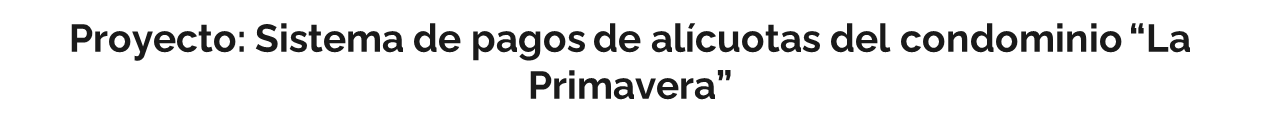 Proyecto: Sistema de pagos de alícuotas del condominio “La
Primavera”